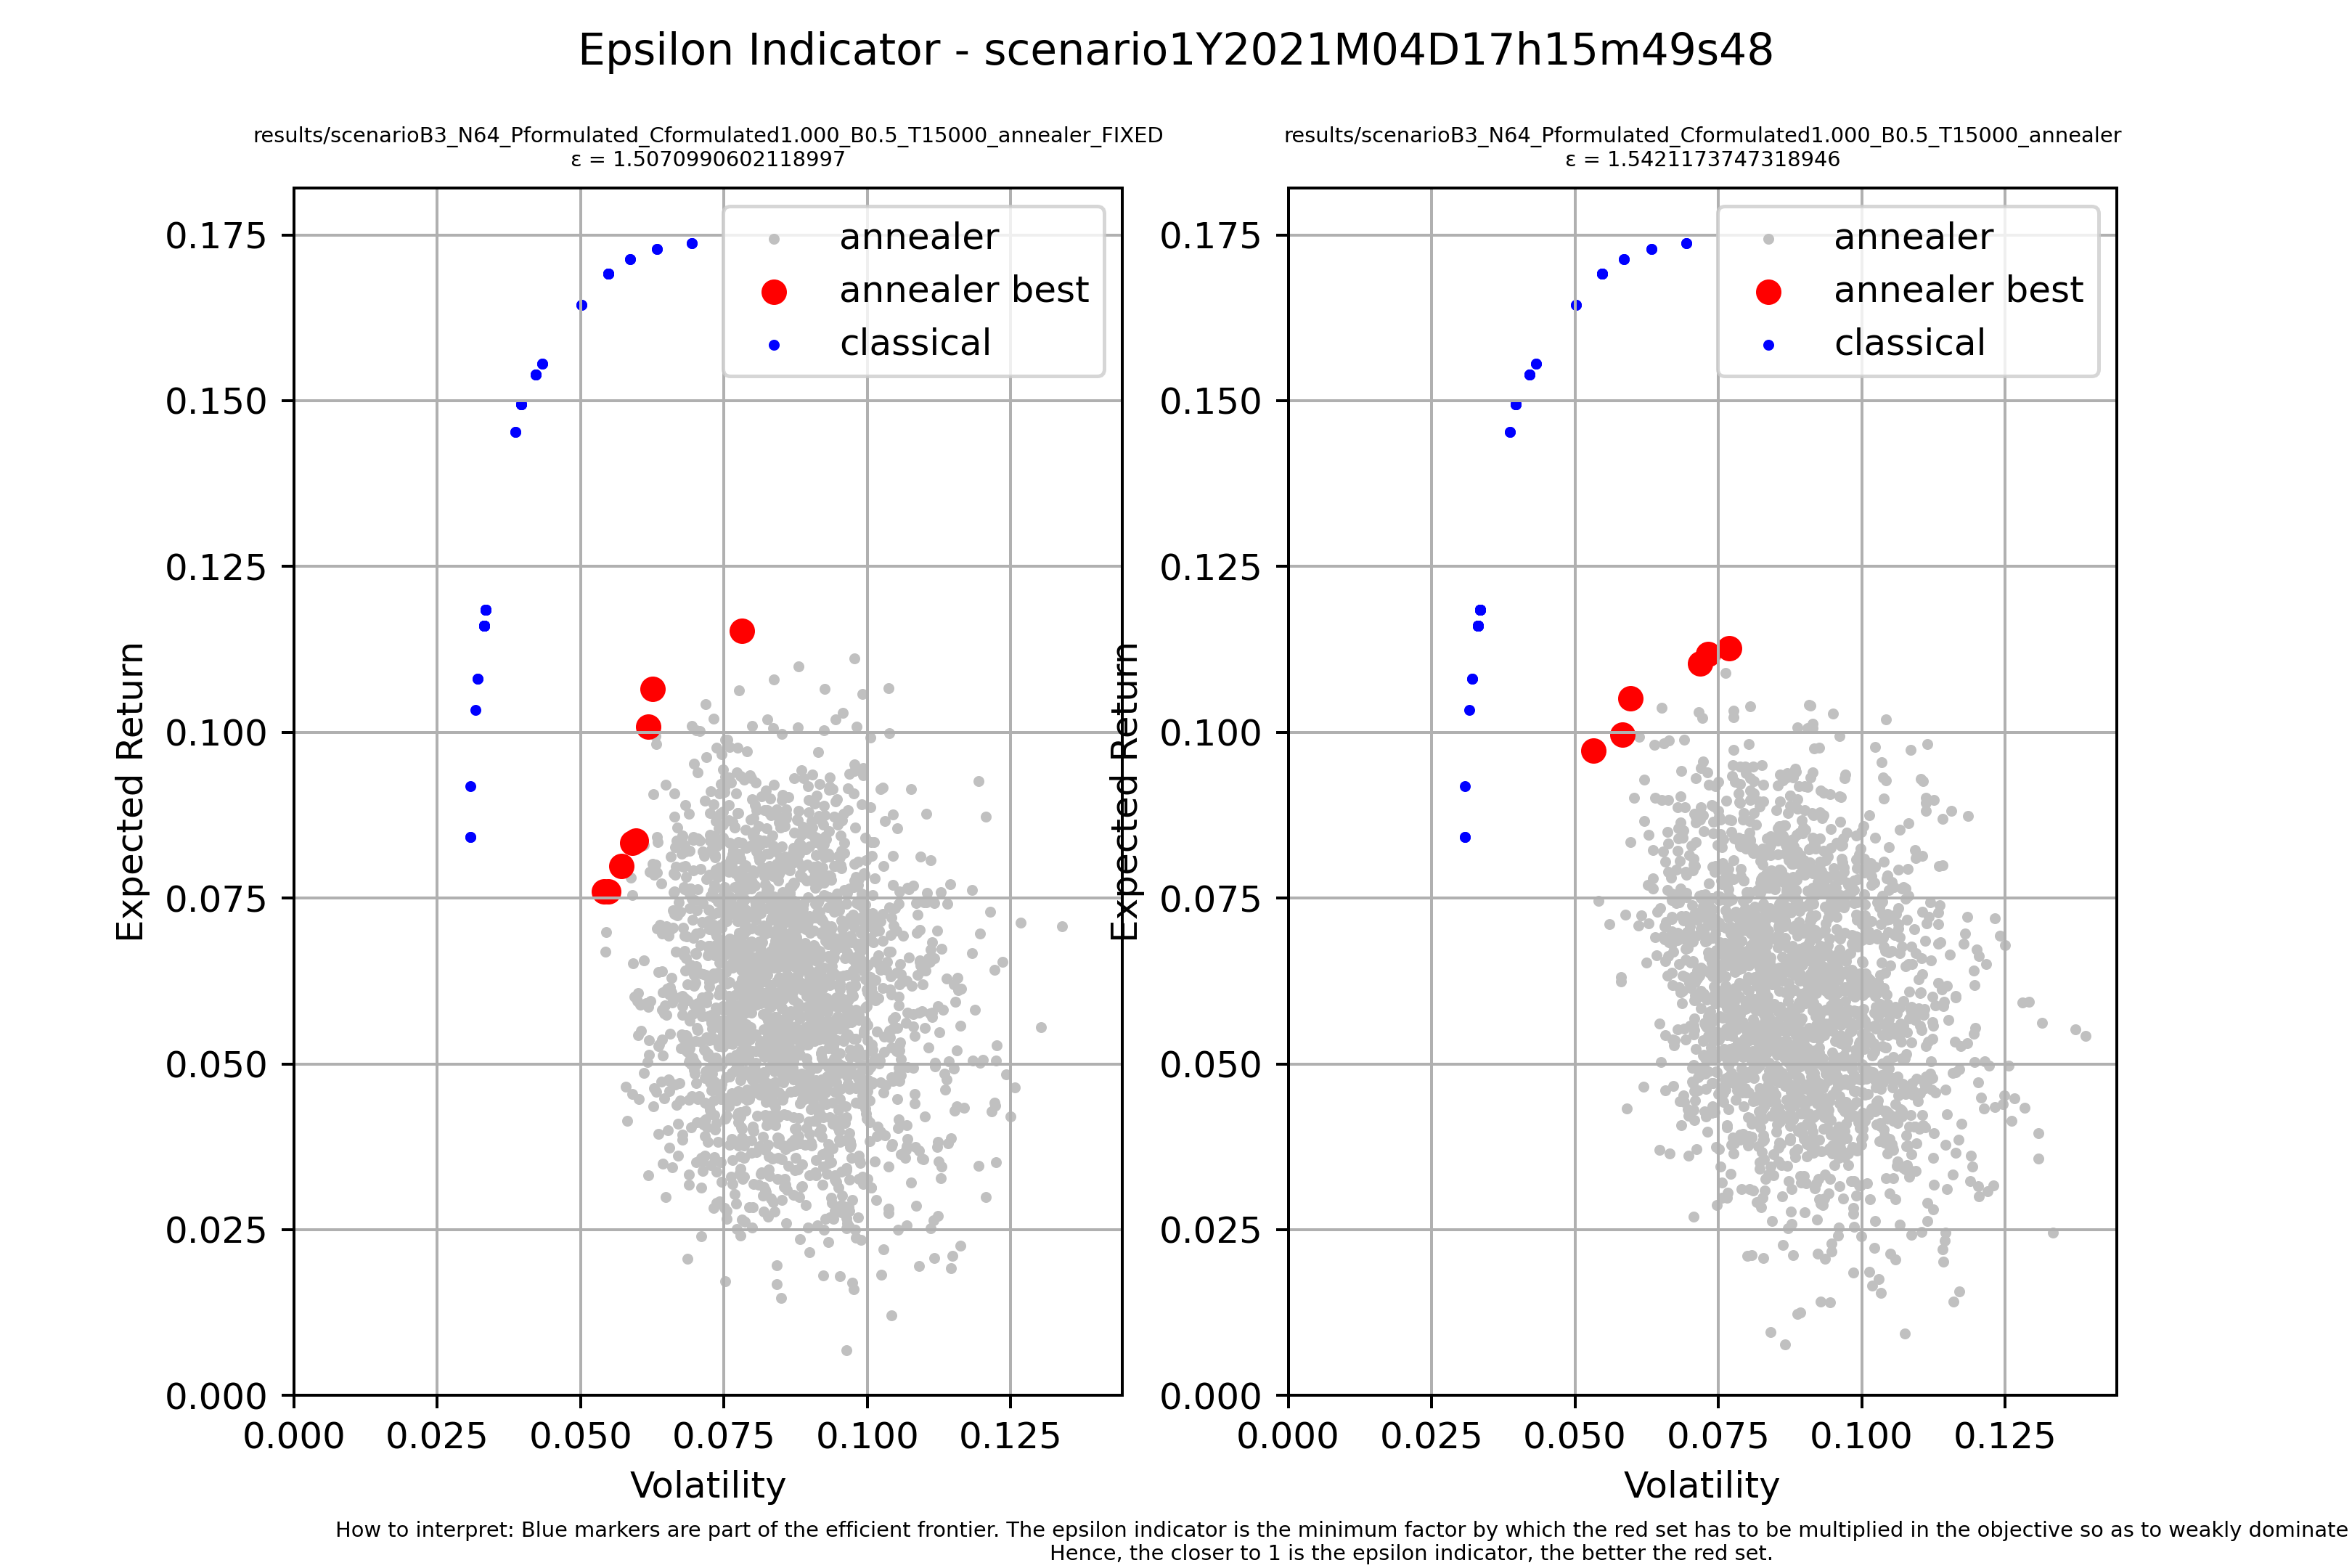 Epsilon Indicator - scenario1Y2021M04D17h15m49s48
results/scenarioB3_N64_Pformulated_Cformulated1.000_B0.5_T15000_annealer_FIXED
ε = 1.5070990602118997
annealer
annealer best
classical
0.175
0.150
0.125
0.100
0.075
0.050
0.025
0.000
Expected Return
0.000 0.025 0.050 0.075 0.100 0.125
Volatility
results/scenarioB3_N64_Pformulated_Cformulated1.000_B0.5_T15000_annealer
ε = 1.5421173747318946
annealer
annealer best
classical
0.175
0.150
0.125
0.100
0.075
0.050
0.025
0.000
Expected Return
0.000 0.025 0.050 0.075 0.100 0.125
Volatility
How to interpret: Blue markers are part of the efficient frontier. The epsilon indicator is the minimum factor by which the red set has to be multiplied in the objective so as to weakly dominate
Hence, the closer to 1 is the epsilon indicator, the better the red set.